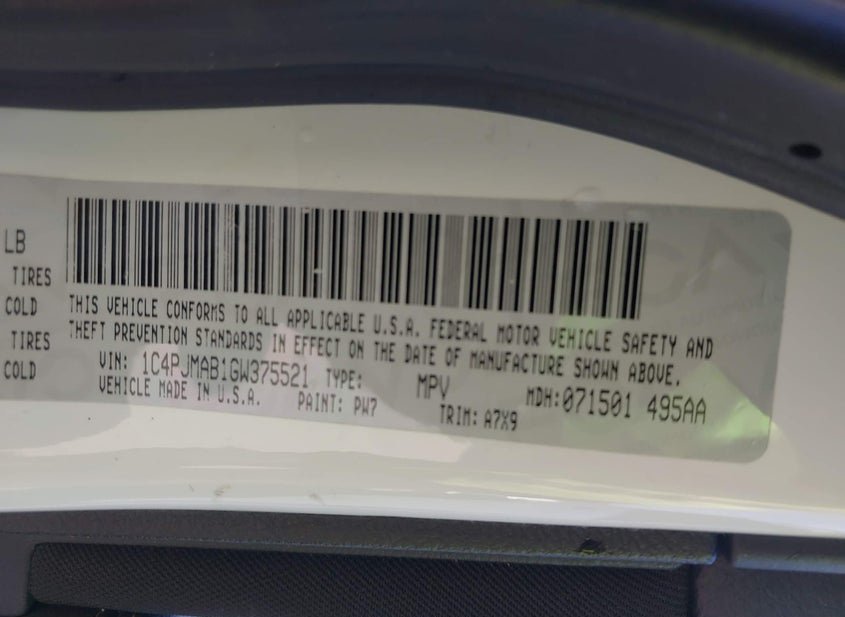 LB
TIRES
COLD
TIRES
COLD
THIS VEHICLE CONFORMS TO ALL APPLICABLE U.S.A. FEDERAL MOTOR VEHICLE SAFETY AND
THEFT PREVENTION STANDARDS IN EFFECT ON THE DATE OF MANUFACTURE SHOWN ABOVE.
VIN: 1C4PJMAB1GW375521 TYPE: MPV MDH:071501 495AA
VEHICLE MADE IN U.S.A. PAINT: PW7 TRIM: A7X9